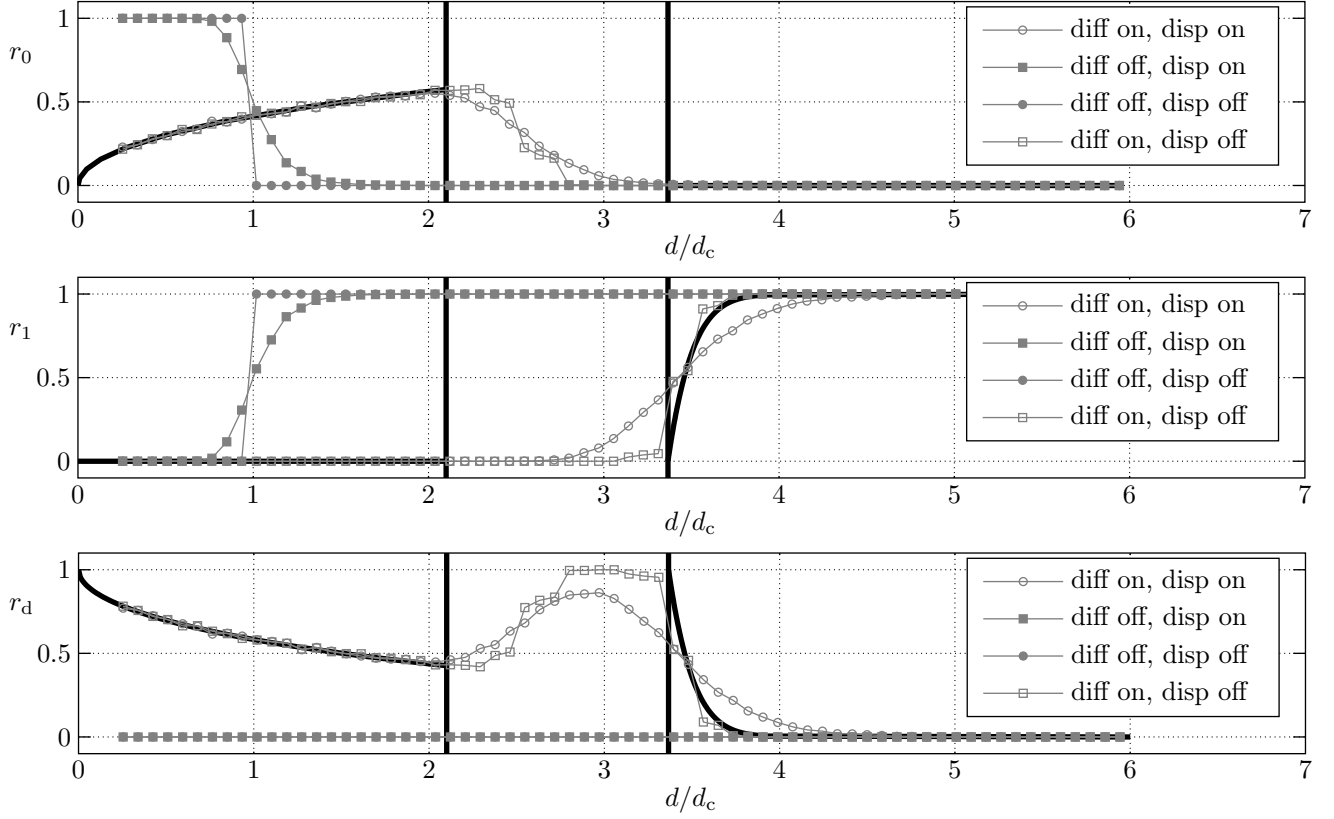 1
r0
0.5
0
diff on, disp on
diff off, disp on
diff off, disp off
diff on, disp off
0 1 2 3 4 5 6 7
d/dc
1
r1
0.5
0
diff on, disp on
diff off, disp on
diff off, disp off
diff on, disp off
0 1 2 3 4 5 6 7
d/dc
1
rd
0.5
0
diff on, disp on
diff off, disp on
diff off, disp off
diff on, disp off
0 1 2 3 4 5 6 7
d/dc